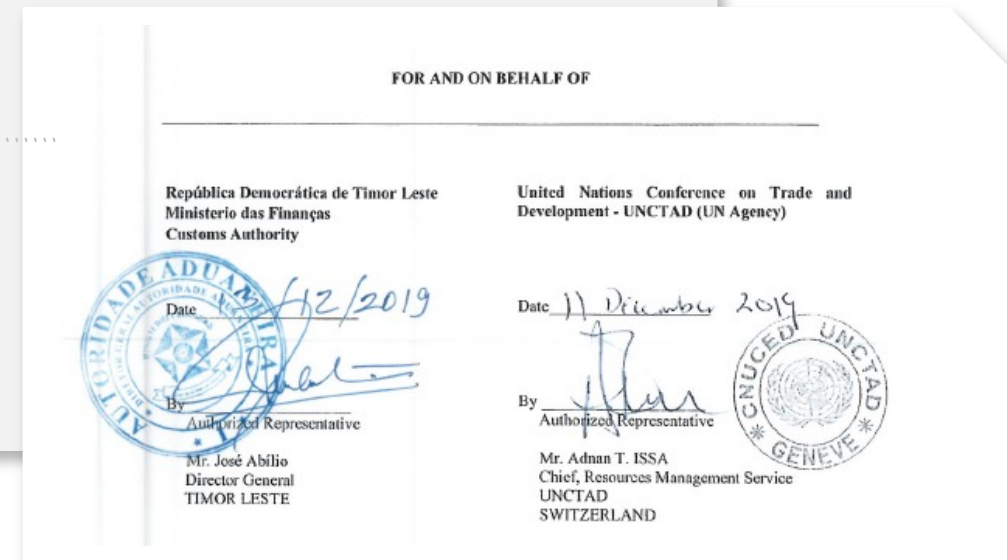 FOR AND ON BEHALF OF
República Democrática de Timor Leste
Ministerio das Finanças
Customs Authority
Date 12/12/2019
By
Authorized Representative
Mr. José Abílio
Director General
TIMOR LESTE
AUTORIDADE ADUANEIRA
United Nations Conference on Trade and
Development - UNCTAD (UN Agency)
Date 11 December 2019
By
Authorized Representative
Mr. Adnan T. ISSA
Chief, Resources Management Service
UNCTAD
SWITZERLAND
CNUCED UNCTAD
GENEVE